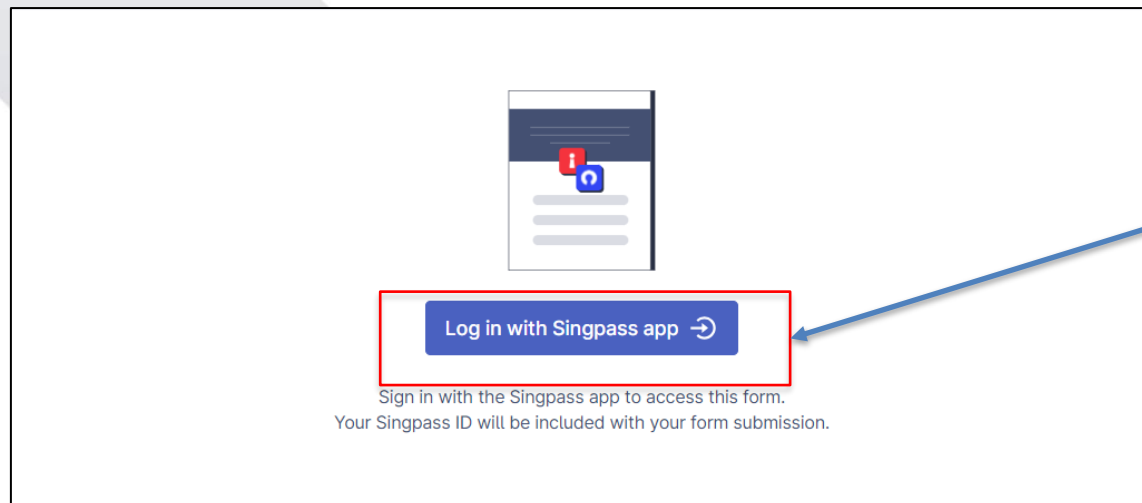 Log in with Singpass app
Sign in with the Singpass app to access this form.
Your Singpass ID will be included with your form submission.